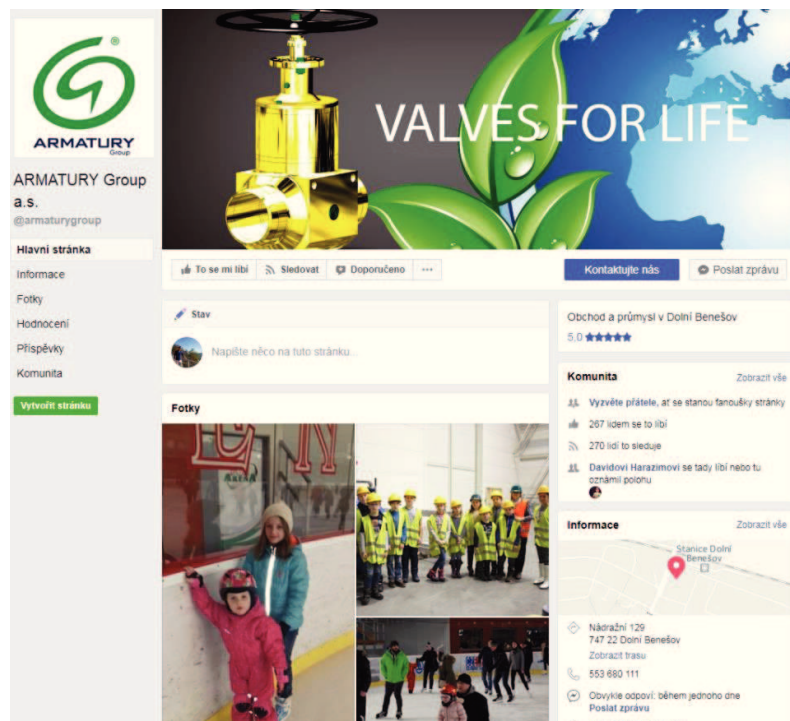 ®
ARMATURY
Group
ARMATURY Group
a.s.
@armaturygroup
Hlavní stránka
Informace
Fotky
Hodnocení
Příspěvky
Komunita
Vytvořit stránku
VALVES FOR LIFE
To se mi líbí
Sledovat
Doporučeno
...
Kontaktujte nás
Poslat zprávu
Stav
Napište něco na tuto stránku...
Fotky
Obchod a průmysl v Dolní Benešov
5,0 ★★★★★
Komunita
Zobrazit vše
Vyzvěte přátele, ať se stanou fanoušky stránky
267 lidem se to líbí
270 lidí to sleduje
Davidovi Harazimovi se tady líbí nebo tu
oznámil polohu
Informace
Zobrazit vše
Stanice Dolní
Benešov
Nádražní 129
747 22 Dolní Benešov
Zobrazit trasu
553 680 111
Obvykle odpoví: během jednoho dne
Poslat zprávu